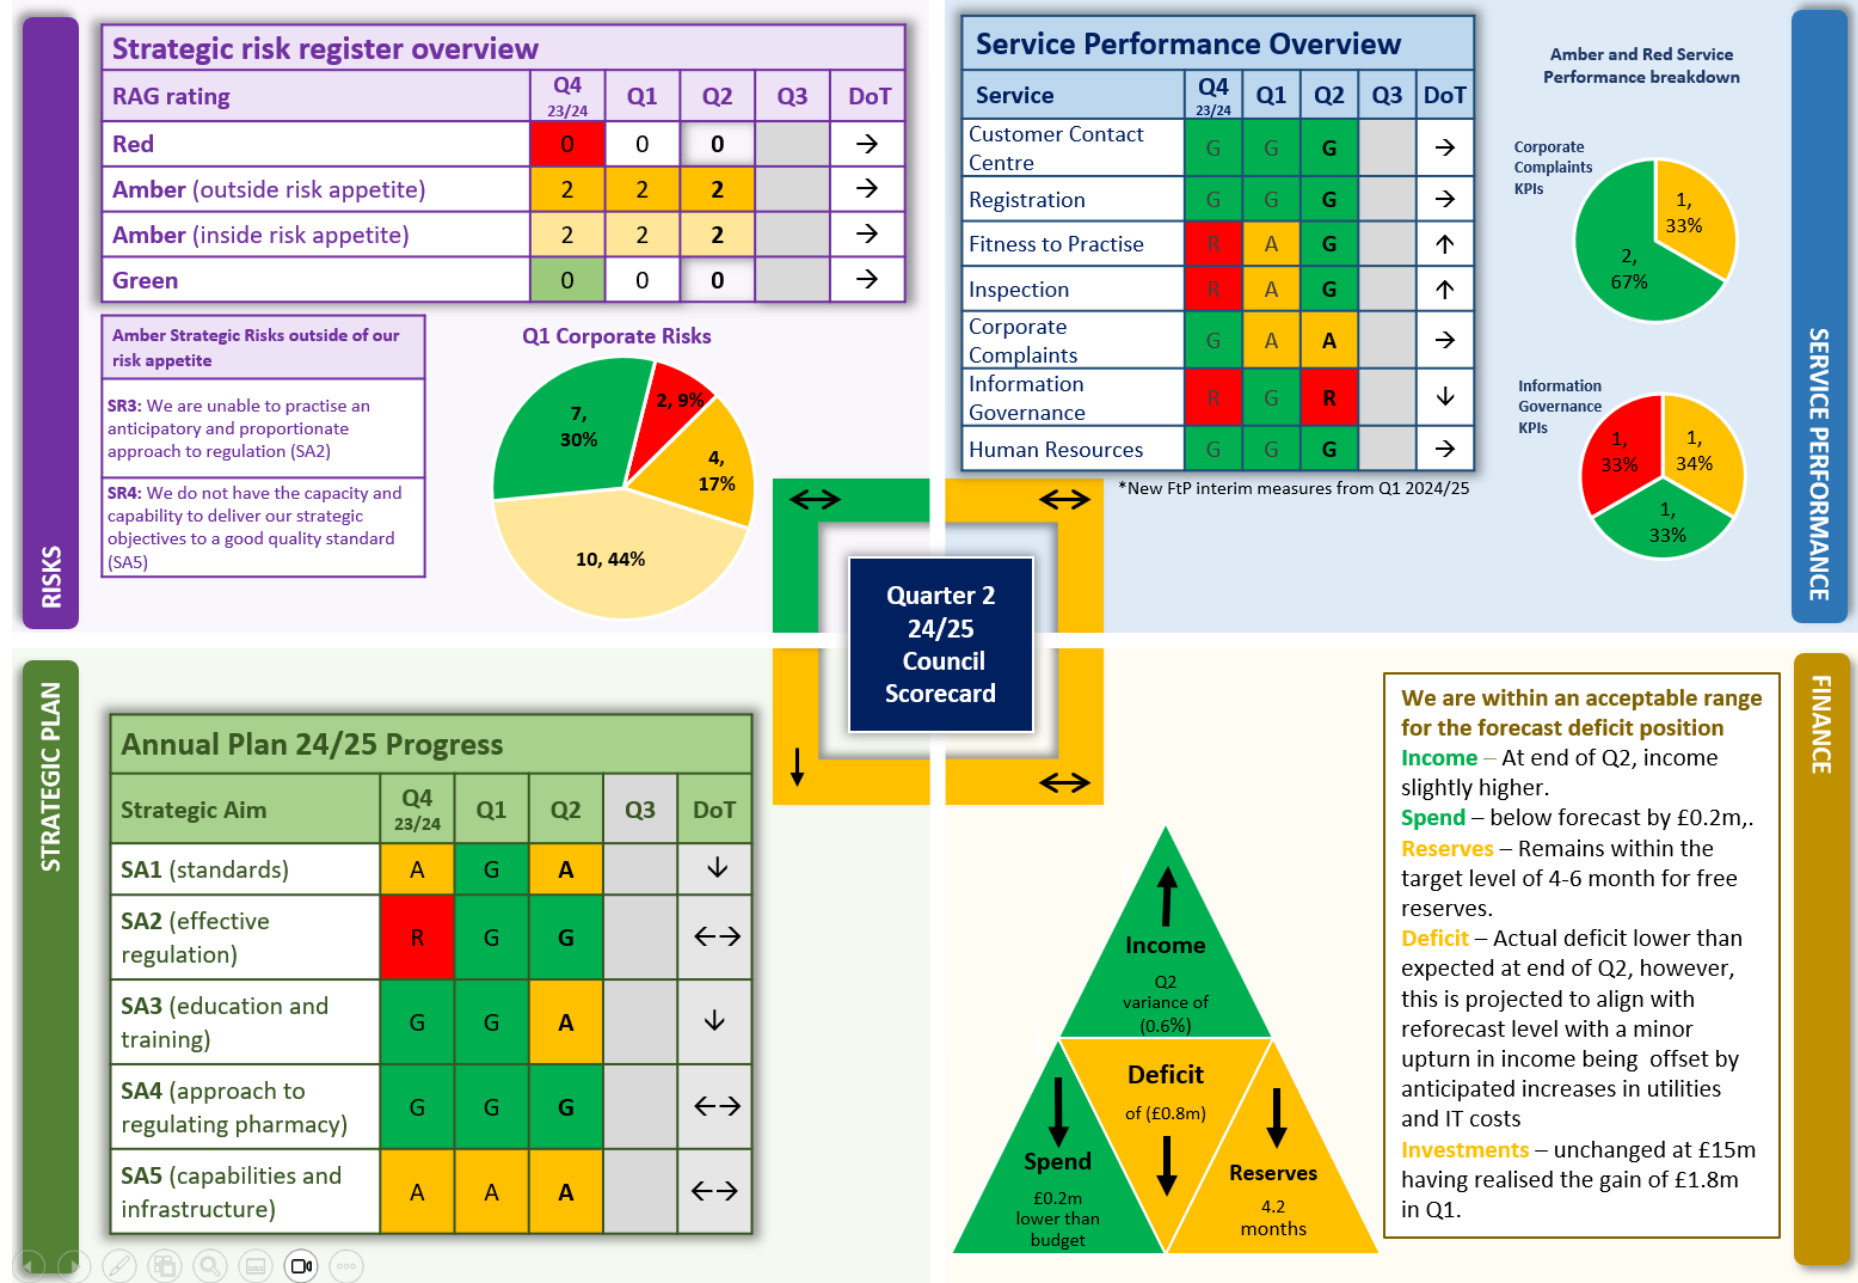 RISKS
Strategic risk register overview
RAG rating Q4 23/24 Q1 Q2 Q3 DoT
Red 0 0 0 →
Amber (outside risk appetite) 2 2 2 →
Amber (inside risk appetite) 2 2 2 →
Green 0 0 0 →
Amber Strategic Risks outside of our
risk appetite
SR3: We are unable to practise an
anticipatory and proportionate
approach to regulation (SA2)
SR4: We do not have the capacity and
capability to deliver our strategic
objectives to a good quality standard
(SA5)
Q1 Corporate Risks
7,
30%
2, 9%
4,
17%
10, 44%
Service Performance Overview
Service Q4 23/24 Q1 Q2 Q3 DoT
Customer Contact
Centre G G G →
Registration G G G →
Fitness to Practise R A G ↑
Inspection R A G ↑
Corporate
Complaints G A A →
Information
Governance R G R ↓
Human Resources G G G →
*New FtP interim measures from Q1 2024/25
Amber and Red Service
Performance breakdown
Corporate
Complaints
KPIs
1,
33%
2,
67%
Information
Governance
KPIs
1,
33%
1,
34%
1,
33%
SERVICE PERFORMANCE
Quarter 2
24/25
Council
Scorecard
STRATEGIC PLAN
Annual Plan 24/25 Progress
Strategic Aim Q4 23/24 Q1 Q2 Q3 DoT
SA1 (standards) A G A ↓
SA2 (effective
regulation) R G G ←→
SA3 (education and
training) G G A ↓
SA4 (approach to
regulating pharmacy) G G G ←→
SA5 (capabilities and
infrastructure) A A A ←→
Income
Q2
variance of
(0.6%)
Deficit
of (£0.8m)
Spend
£0.2m
lower than
budget
Reserves
4.2
months
We are within an acceptable range
for the forecast deficit position
Income – At end of Q2, income
slightly higher.
Spend – below forecast by £0.2m,.
Reserves – Remains within the
target level of 4-6 month for free
reserves.
Deficit – Actual deficit lower than
expected at end of Q2, however,
this is projected to align with
reforecast level with a minor
upturn in income being offset by
anticipated increases in utilities
and IT costs
Investments – unchanged at £15m
having realised the gain of £1.8m
in Q1.
FINANCE